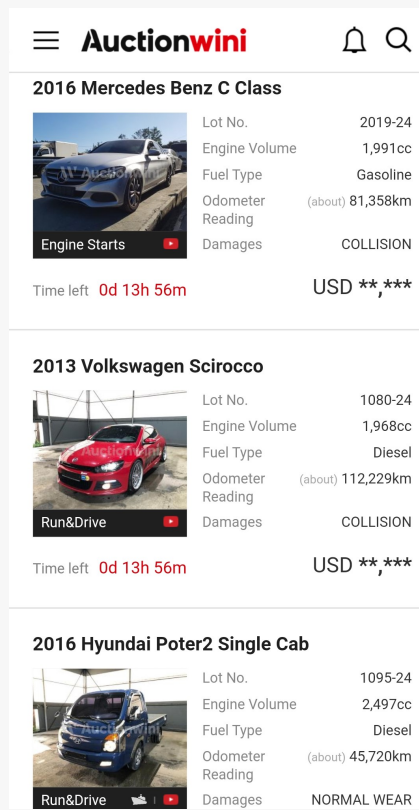 Auctionwini
2016 Mercedes Benz C Class
Lot No. 2019-24
Engine Volume 1,991cc
Fuel Type Gasoline
Odometer Reading (about) 81,358km
Damages COLLISION
Auctionwini
Engine Starts
Time left 0d 13h 56m USD **,***
2013 Volkswagen Scirocco
Lot No. 1080-24
Engine Volume 1,968cc
Fuel Type Diesel
Odometer Reading (about) 112,229km
Damages COLLISION
Auctionwini
Run&Drive
Time left 0d 13h 56m USD **,***
2016 Hyundai Poter2 Single Cab
Lot No. 1095-24
Engine Volume 2,497cc
Fuel Type Diesel
Odometer Reading (about) 45,720km
Damages NORMAL WEAR
Auctionwini
Run&Drive